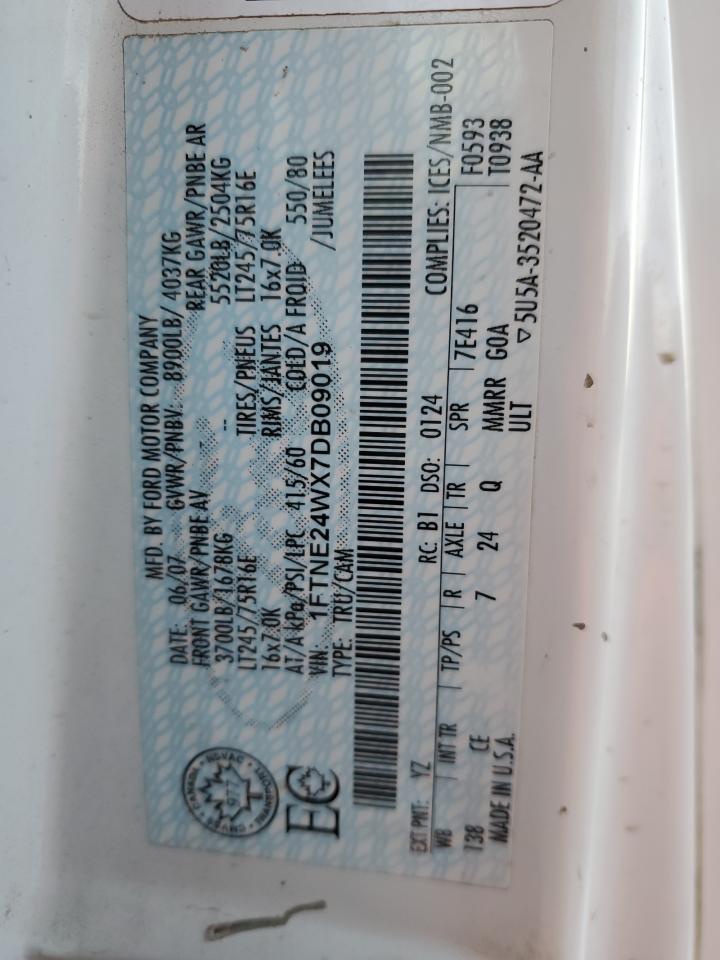 MFD. BY FORD MOTOR COMPANY
DATE: 06/07 GVWR/PNBV: 8900LB/ 4037KG
FRONT GAWR/PNBE AV REAR GAWR/PNBE AR
3700LB/1678KG -- 5520LB/2504KG
LT245/75R16E TIRES/PNEUS LT245/75R16E
16x7.0K RIMS/JANTES 16x7.0K
AT/A kPa/PSI/LPC 415/60 COLD/A FROID 550/80
VIN: 1FTNE24WX7DB09019 /JUMELEES
TYPE: TRU/CAM
CANADA
977
EC
COMPLIES: ICES/NMB-002
EXT PNT: YZ RC: B1 DSO: 0124 F0593
WB INT TR TP/PS R AXLE TR SPR 7E416 T0938
138 CE 7 24 Q MMRR GOA
MADE IN U.S.A. ULT
5U5A-3520472-AA